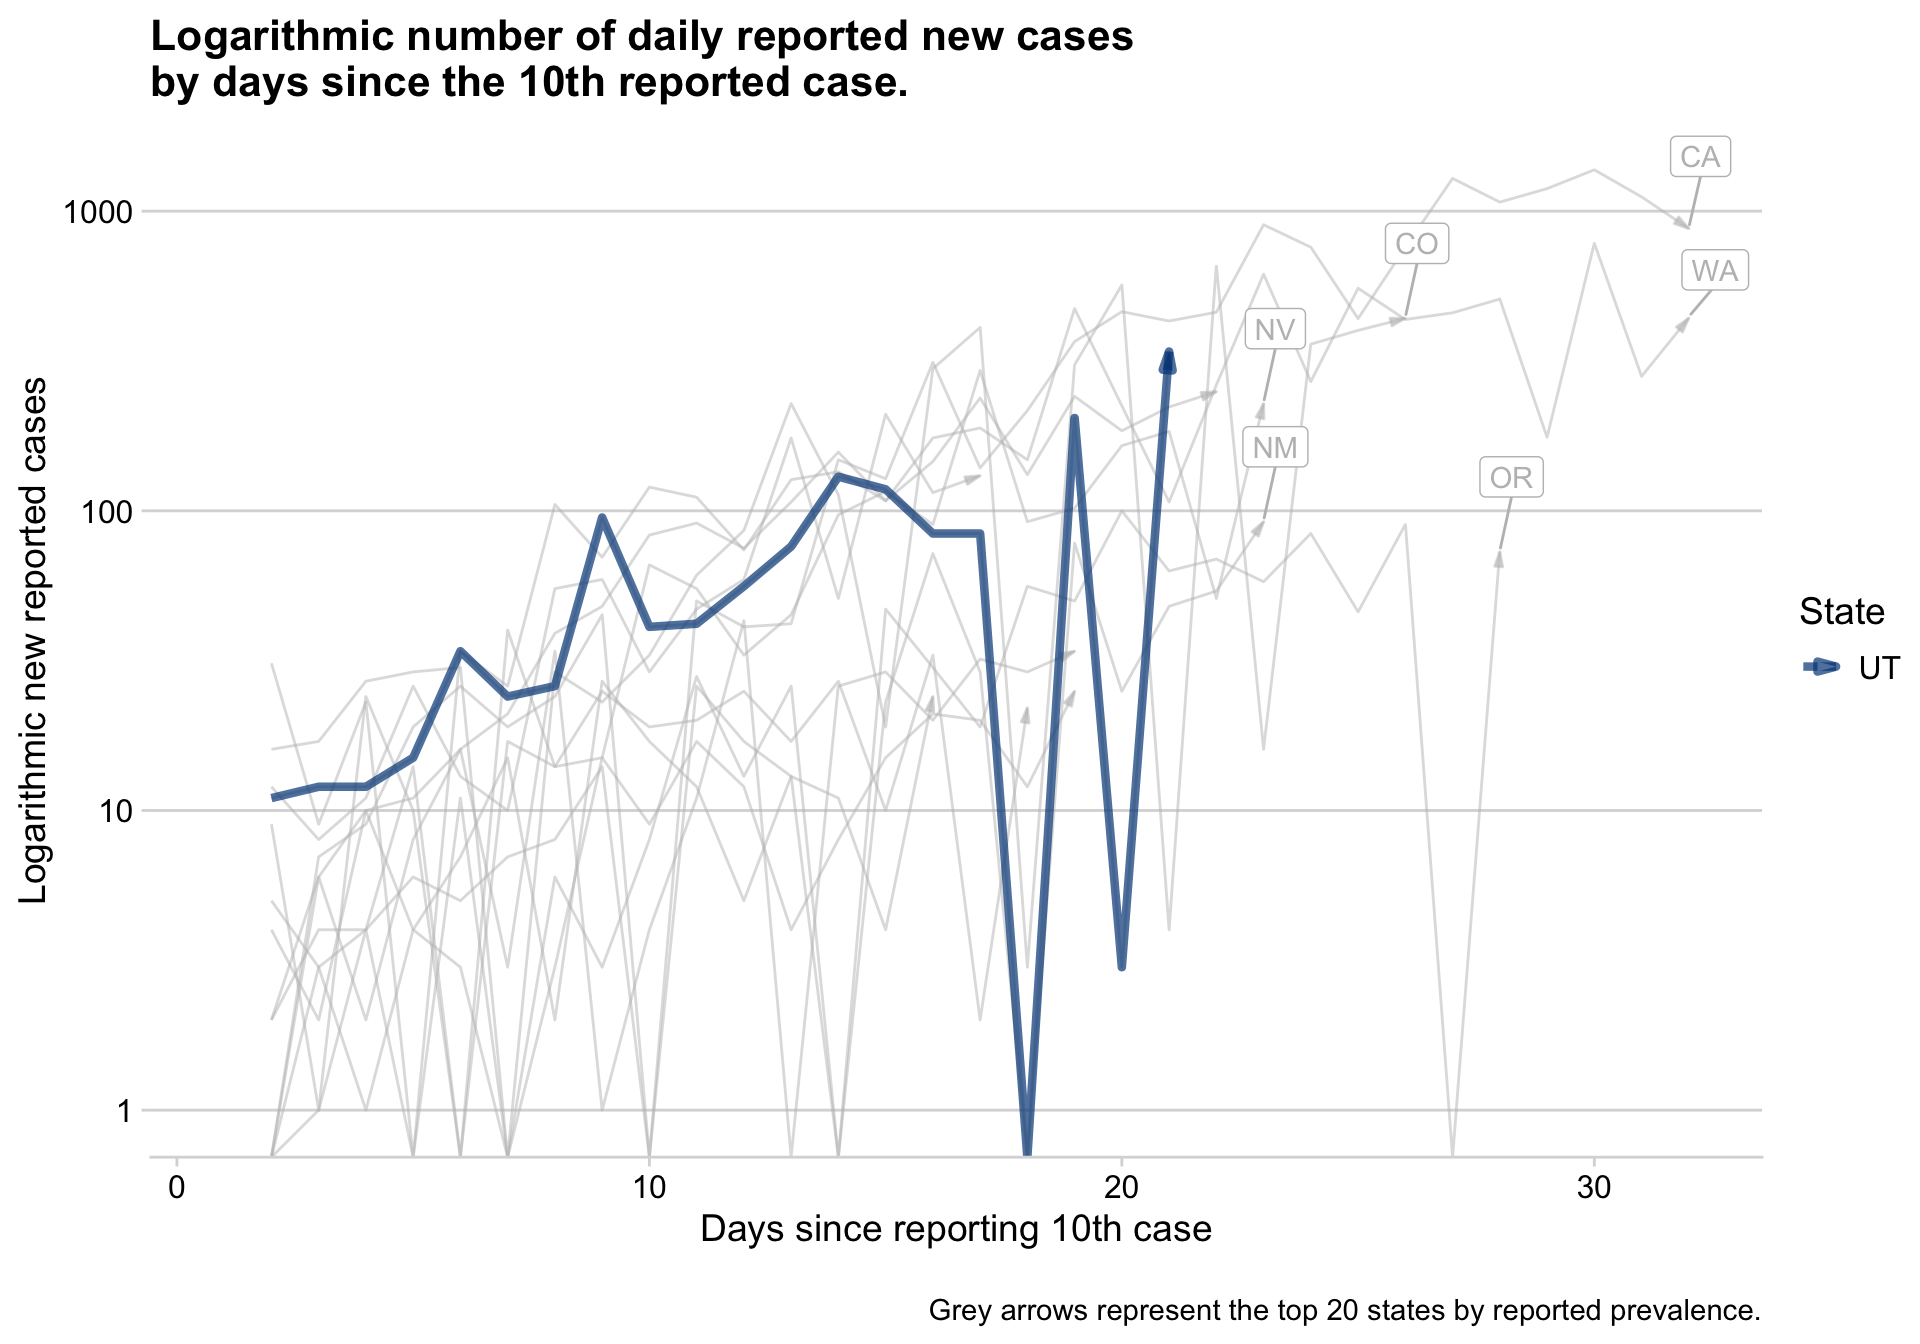 Logarithmic number of daily reported new cases
by days since the 10th reported case.
Logarithmic new reported cases
1000
100
10
1
CA
CO
WA
NV
NM
OR
State
UT
0
10
20
30
Days since reporting 10th case
Grey arrows represent the top 20 states by reported prevalence.